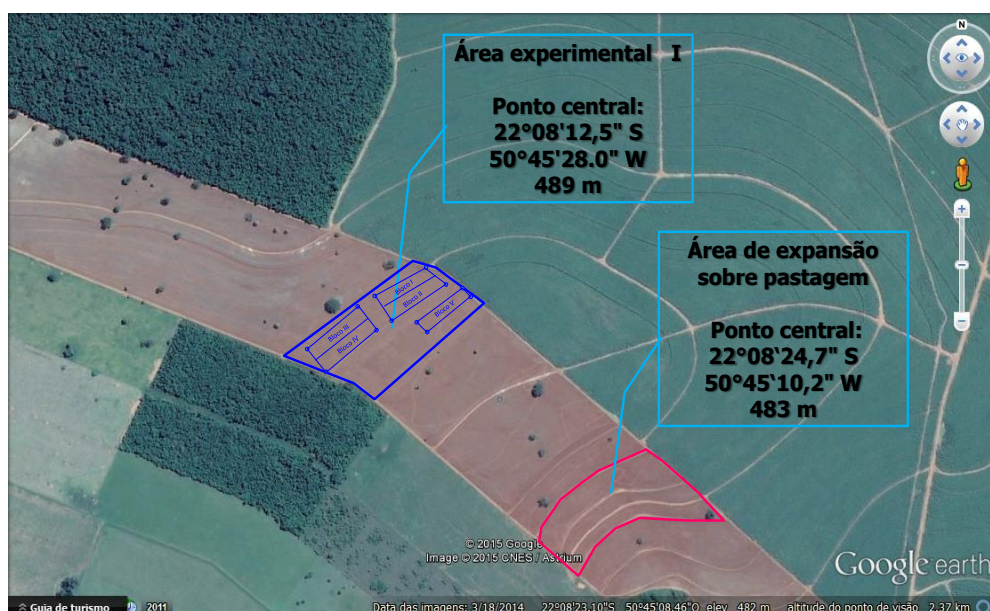 N
Área experimental I
Ponto central:
22°08'12,5" S
50°45'28.0" W
489 m
Área de expansão
sobre pastagem
Ponto central:
22°08‘24,7" S
50°45‘10,2" W
483 m
Bloco I
Bloco II
Bloco V
Bloco III
Bloco IV
© 2015 Google
Image © 2015 CNES / Astrium
Google earth
Guia de turismo
2011
Data das imagens: 3/18/2014 22°08'23.10"S 50°45'08.46"O elev 482 m altitude do ponto de visão 2.37 km